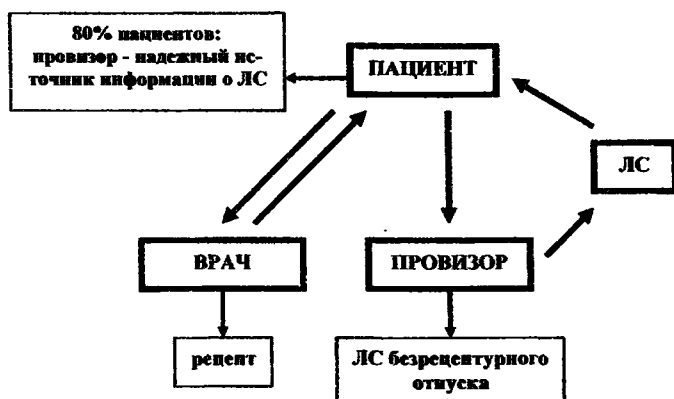 80% пациентов:
провизор - надежный ис-
точник информации о ЛС
ПАЦИЕНТ
ЛС
ВРАЧ
ПРОВИЗОР
рецепт
ЛС безрецептурного
отпуска